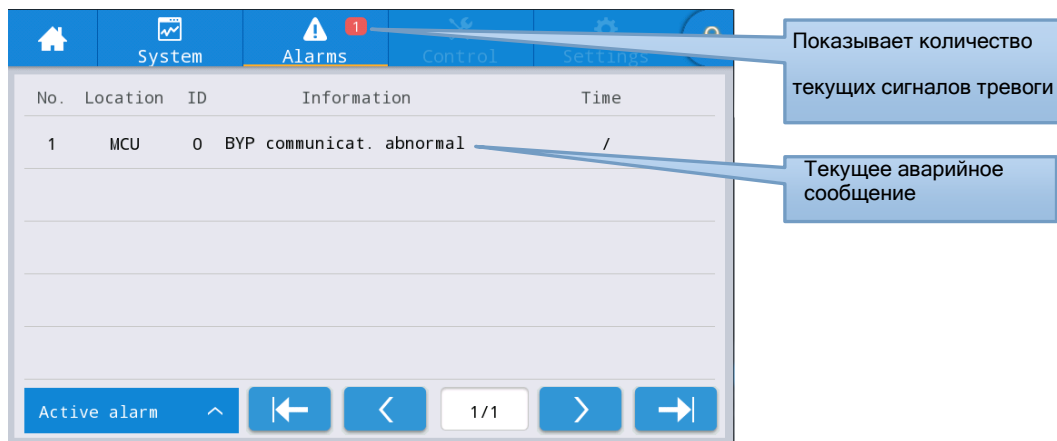 1
System Alarms Control Settings
No. Location ID Information Time
1 MCU 0 BYP communicat. abnormal /
Active alarm 1/1
Показывает количество
текущих сигналов тревоги
Текущее аварийное
сообщение